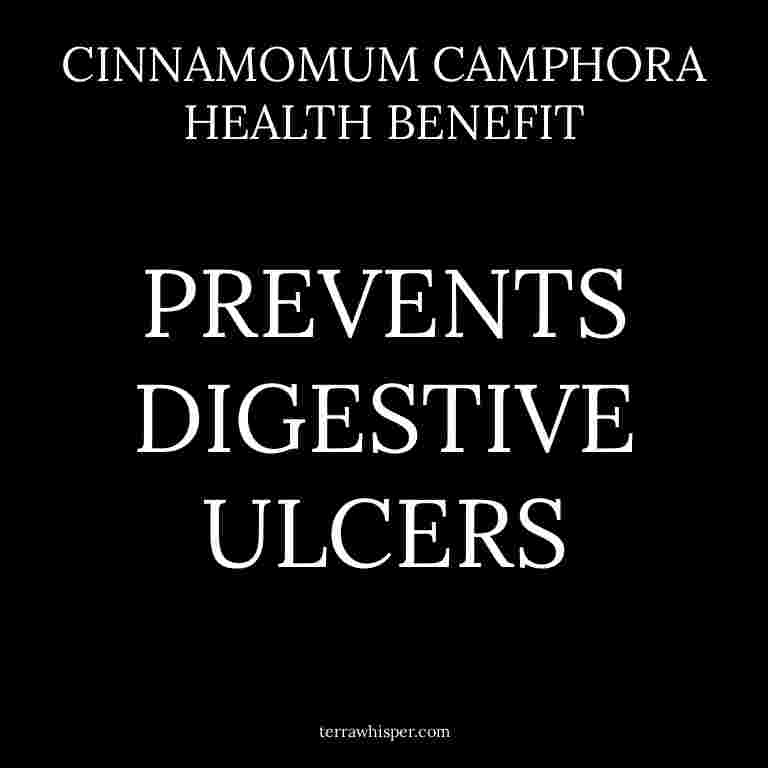 CINNAMOMUM CAMPHORA
HEALTH BENEFIT
PREVENTS
DIGESTIVE
ULCERS
terrawhisper.com